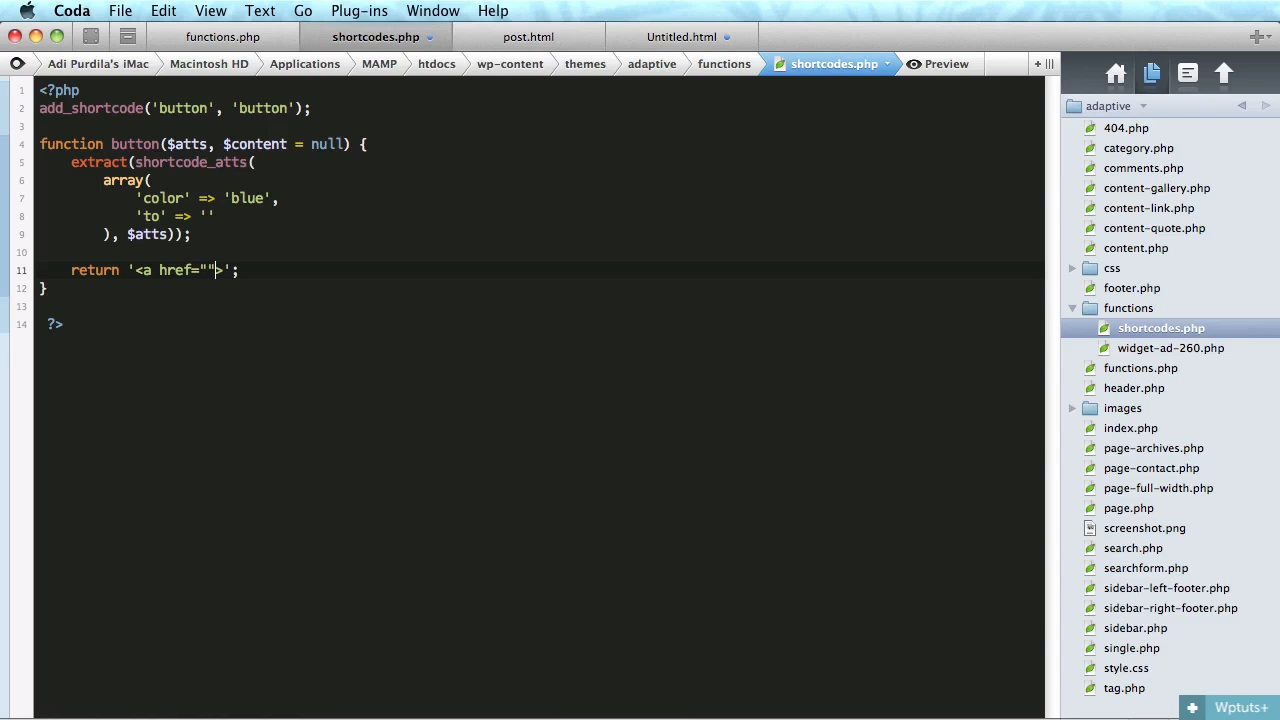 Coda File Edit View Text Go Plug-ins Window Help
functions.php shortcodes.php post.html Untitled.html
Adi Purdila's iMac Macintosh HD Applications MAMP htdocs wp-content themes adaptive functions shortcodes.php Preview
adaptive
1 <?php
2 add_shortcode('button', 'button');
3
4 function button($atts, $content = null) {
5 extract(shortcode_atts(
6 array(
7 'color' => 'blue',
8 'to' => ''
9 ), $atts));
10
11 return '<a href="">';
12 }
13
14 ?>
404.php
category.php
comments.php
content-gallery.php
content-link.php
content-quote.php
content.php
css
footer.php
functions
shortcodes.php
widget-ad-260.php
functions.php
header.php
images
index.php
page-archives.php
page-contact.php
page-full-width.php
page.php
screenshot.png
search.php
searchform.php
sidebar-left-footer.php
sidebar-right-footer.php
sidebar.php
single.php
style.css
tag.php
Wptuts+